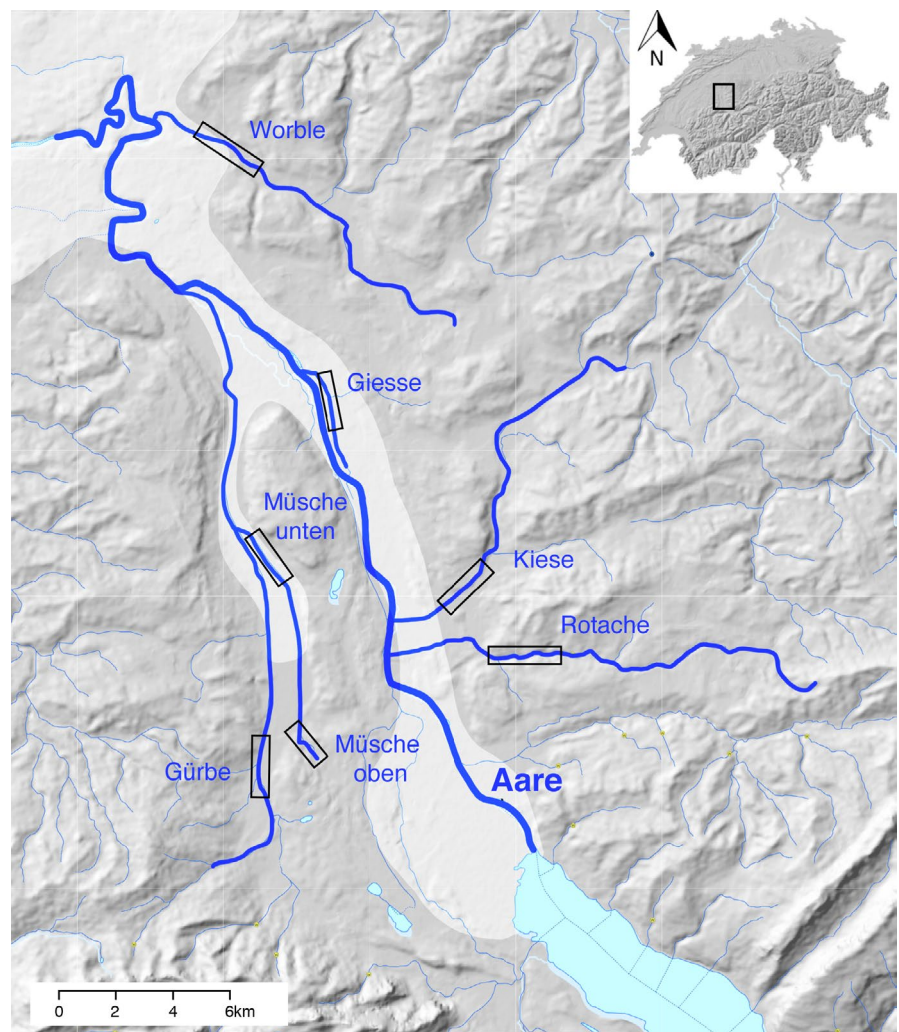 N
Worble
Giesse
Müsche
unten
Kiese
Rotache
Gürbe
Müsche
oben
Aare
0 2 4 6km